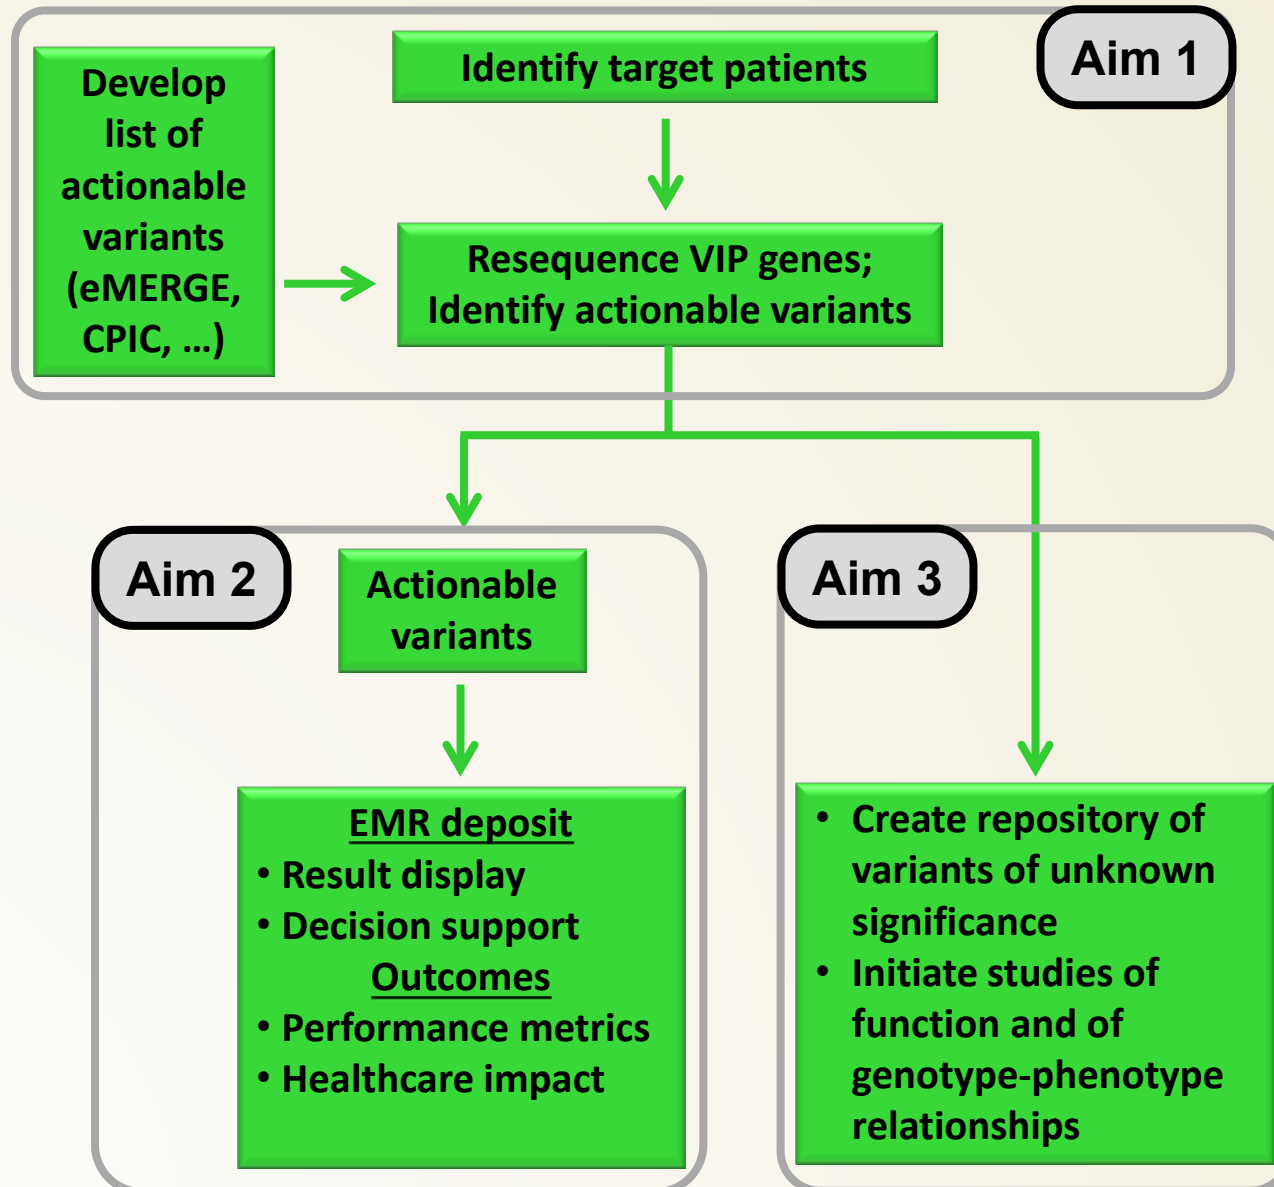 Aim 1
Develop
list of
actionable
variants
(eMERGE,
CPIC, ...)
Identify target patients
Resequence VIP genes;
Identify actionable variants
Aim 2
Actionable
variants
EMR deposit
• Result display
• Decision support
Outcomes
• Performance metrics
• Healthcare impact
Aim 3
• Create repository of
variants of unknown
significance
• Initiate studies of
function and of
genotype-phenotype
relationships